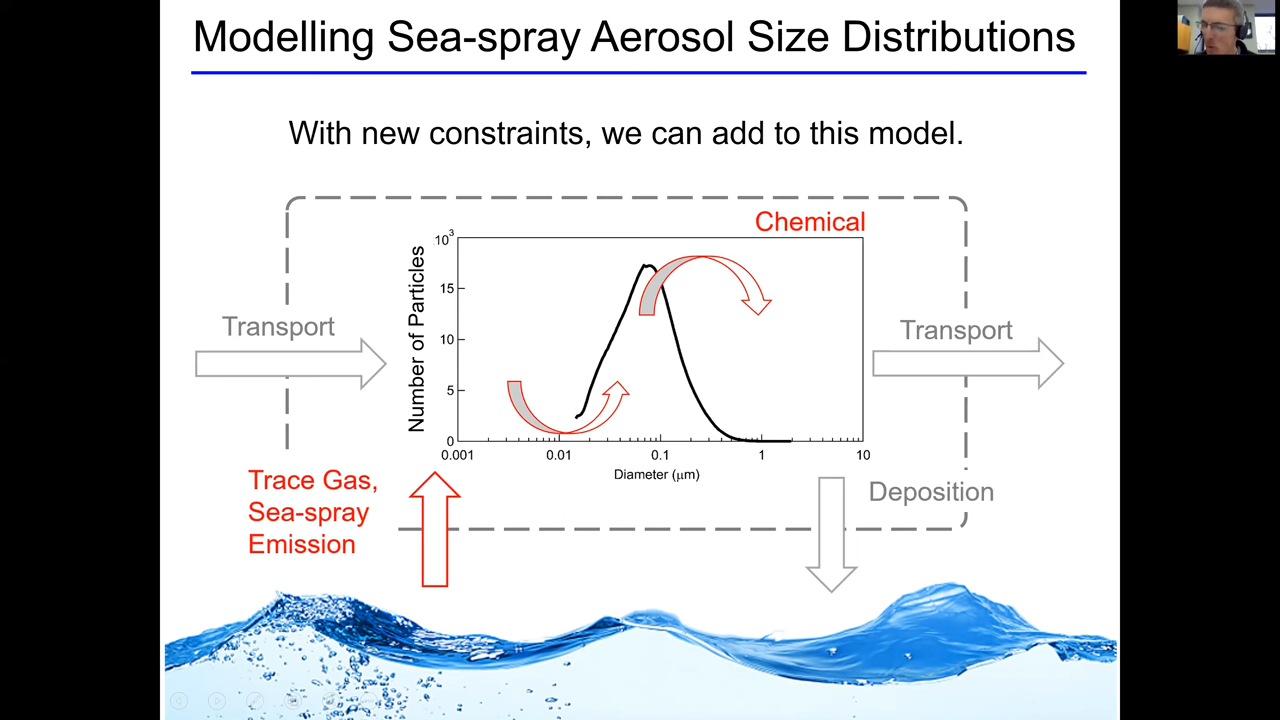 Modelling Sea-spray Aerosol Size Distributions
With new constraints, we can add to this model.
Chemical
Transport
Transport
Number of Particles
10³
15
10
5
0
0.001
0.01
0.1
1
10
Diameter (μm)
Trace Gas,
Sea-spray
Emission
Deposition